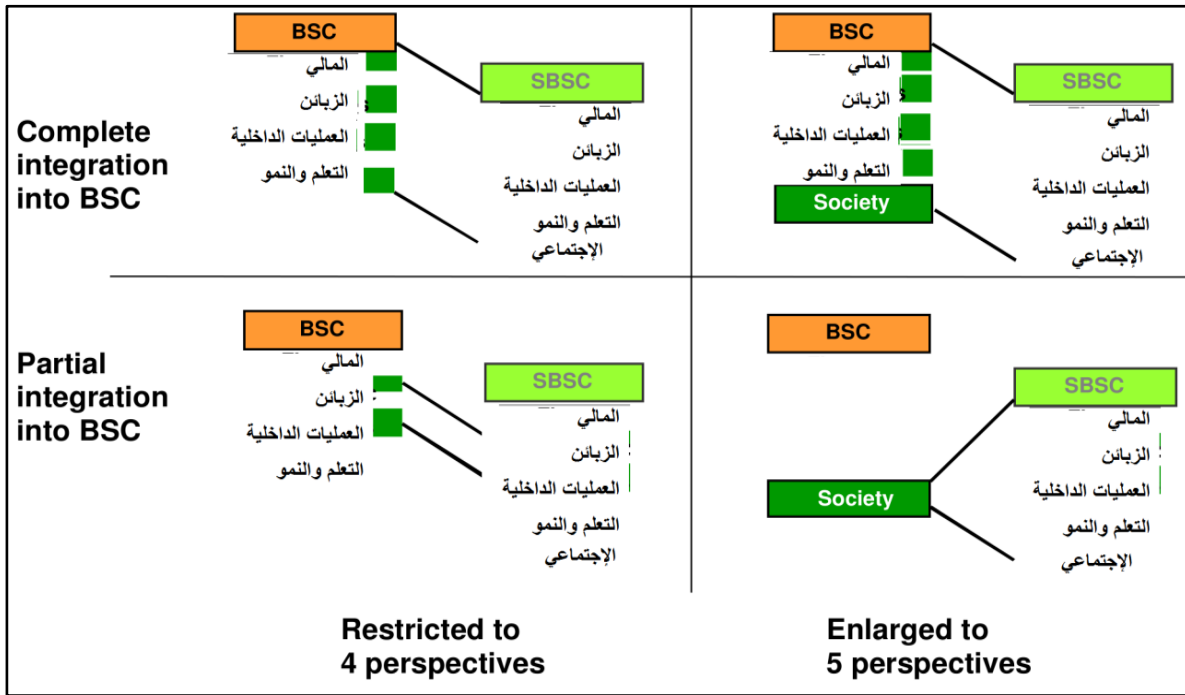 BSC
المالي
الزبائن
العمليات الداخلية
التعلم والنمو
SBSC
المالي
الزبائن
العمليات الداخلية
التعلم والنمو
الإجتماعي
BSC
المالي
الزبائن
العمليات الداخلية
التعلم والنمو
Society
SBSC
المالي
الزبائن
العمليات الداخلية
التعلم والنمو
الإجتماعي
Complete
integration
into BSC
BSC
المالي
الزبائن
العمليات الداخلية
التعلم والنمو
SBSC
المالي
الزبائن
العمليات الداخلية
التعلم والنمو
الإجتماعي
BSC
Society
SBSC
المالي
الزبائن
العمليات الداخلية
التعلم والنمو
الإجتماعي
Partial
integration
into BSC
Restricted to
4 perspectives
Enlarged to
5 perspectives